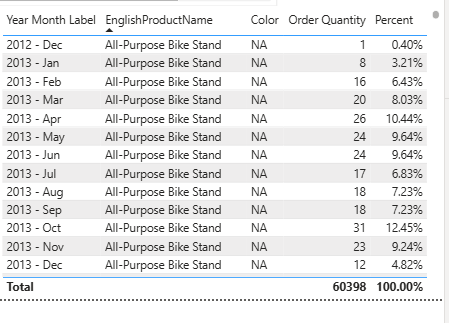 Year Month Label EnglishProductName Color Order Quantity Percent
2012 - Dec All-Purpose Bike Stand NA 1 0.40%
2013 - Jan All-Purpose Bike Stand NA 8 3.21%
2013 - Feb All-Purpose Bike Stand NA 16 6.43%
2013 - Mar All-Purpose Bike Stand NA 20 8.03%
2013 - Apr All-Purpose Bike Stand NA 26 10.44%
2013 - May All-Purpose Bike Stand NA 24 9.64%
2013 - Jun All-Purpose Bike Stand NA 24 9.64%
2013 - Jul All-Purpose Bike Stand NA 17 6.83%
2013 - Aug All-Purpose Bike Stand NA 18 7.23%
2013 - Sep All-Purpose Bike Stand NA 18 7.23%
2013 - Oct All-Purpose Bike Stand NA 31 12.45%
2013 - Nov All-Purpose Bike Stand NA 23 9.24%
2013 - Dec All-Purpose Bike Stand NA 12 4.82%
Total 60398 100.00%